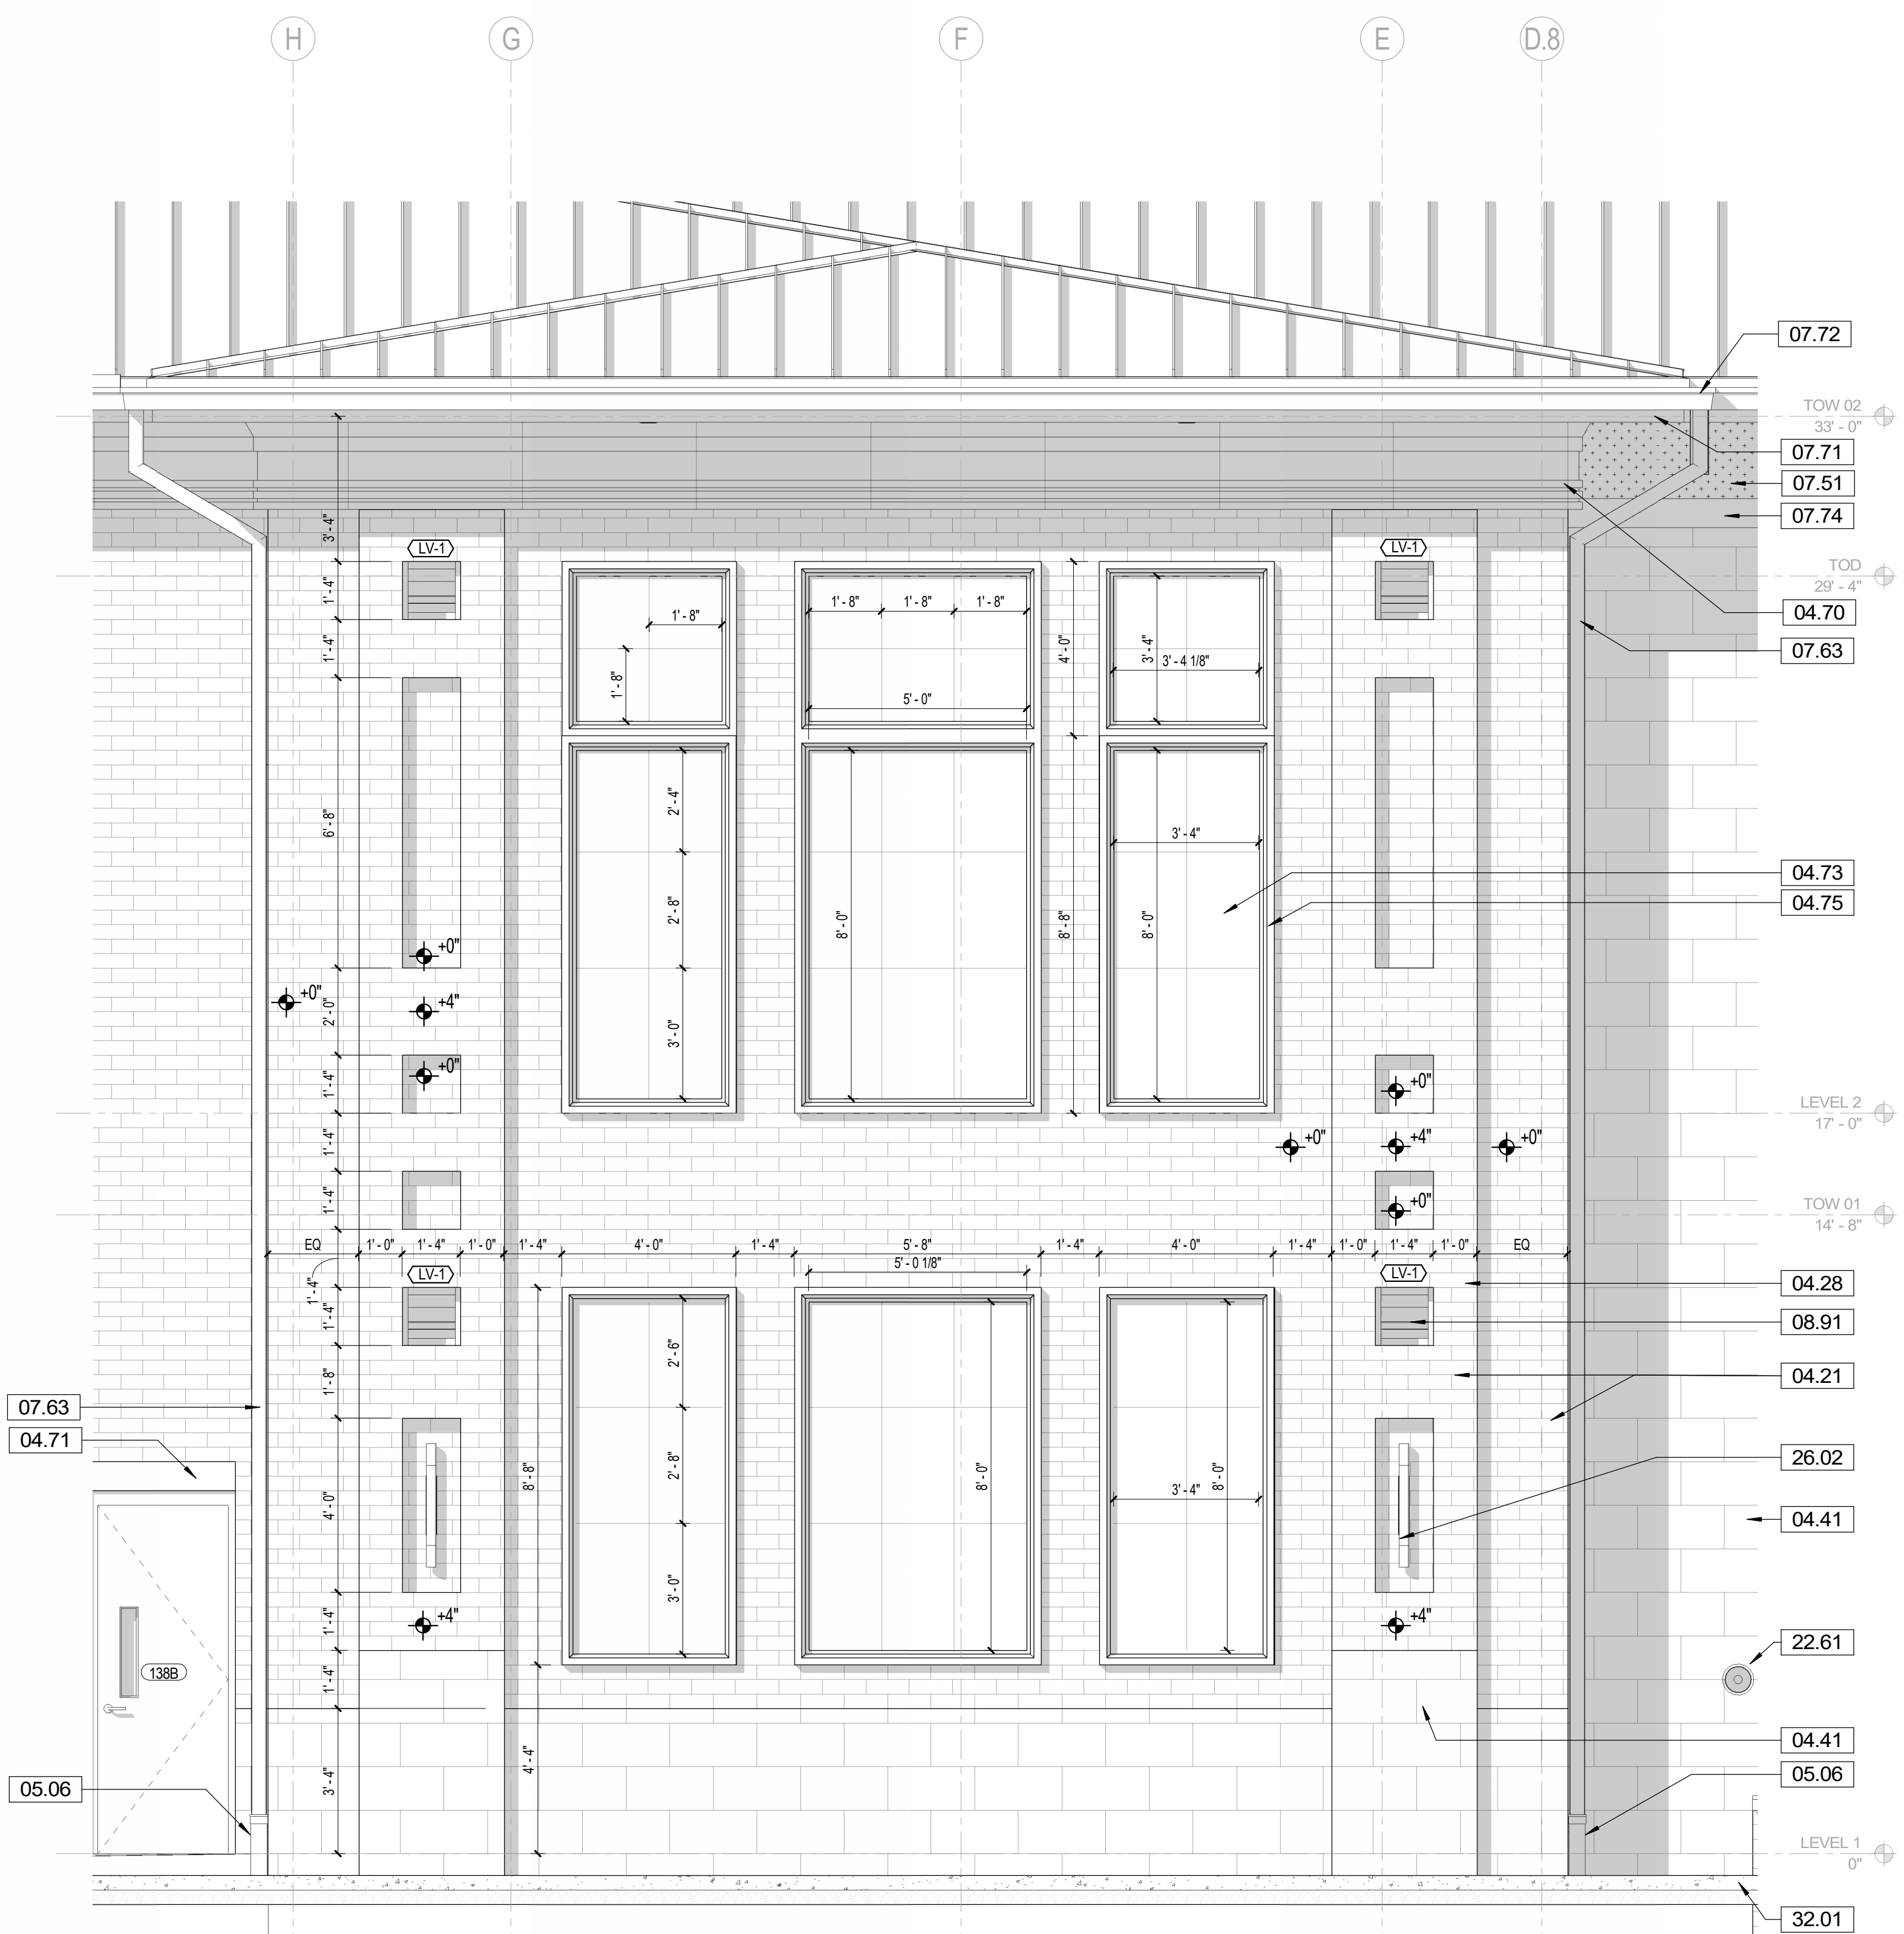 H G F E D.8
07.72
TOW 02
33' - 0"
07.71
07.51
07.74
3' - 4"
LV-1
LV-1
TOD
29' - 4"
1' - 4"
1' - 8" 1' - 8" 1' - 8"
1' - 8"
04.70
4' - 0"
3' - 4"
1' - 4"
07.63
3' - 4 1/8"
1' - 8"
5' - 0"
6' - 8"
2' - 4"
3' - 4"
04.73
04.75
2' - 8"
8' - 0"
8' - 8"
8' - 0"
+0"
+0"
2' - 0"
+4"
3' - 0"
+0"
+0"
1' - 4"
LEVEL 2
17' - 0"
1' - 4"
+0"
+4"
+0"
1' - 4"
+0"
TOW 01
14' - 8"
EQ 1' - 0" 1' - 4" 1' - 0" 1' - 4" 4' - 0" 1' - 4" 5' - 8" 1' - 4" 4' - 0" 1' - 4" 1' - 0" 1' - 4" 1' - 0" EQ
5' - 0 1/8"
LV-1
LV-1
1' - 4"
04.28
1' - 4"
08.91
2' - 6"
1' - 8"
04.21
07.63
04.71
26.02
8' - 8"
2' - 8"
8' - 0"
8' - 0"
3' - 4"
4' - 0"
04.41
3' - 0"
1' - 4"
+4"
+4"
22.61
138B
1' - 4"
04.41
4' - 4"
05.06
3' - 4"
05.06
LEVEL 1
0"
32.01